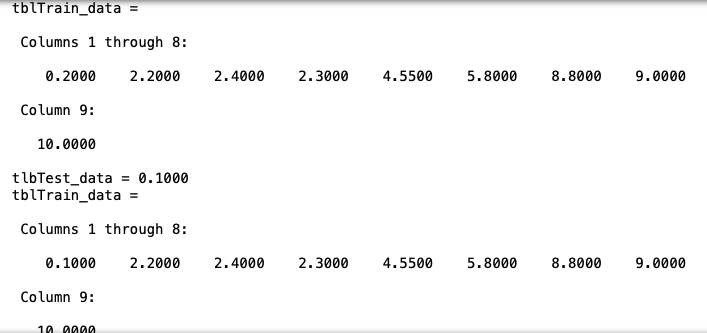 tblTrain_data =
Columns 1 through 8:
0.2000 2.2000 2.4000 2.3000 4.5500 5.8000 8.8000 9.0000
Column 9:
10.0000
tlbTest_data = 0.1000
tblTrain_data =
Columns 1 through 8:
0.1000 2.2000 2.4000 2.3000 4.5500 5.8000 8.8000 9.0000
Column 9:
10.0000